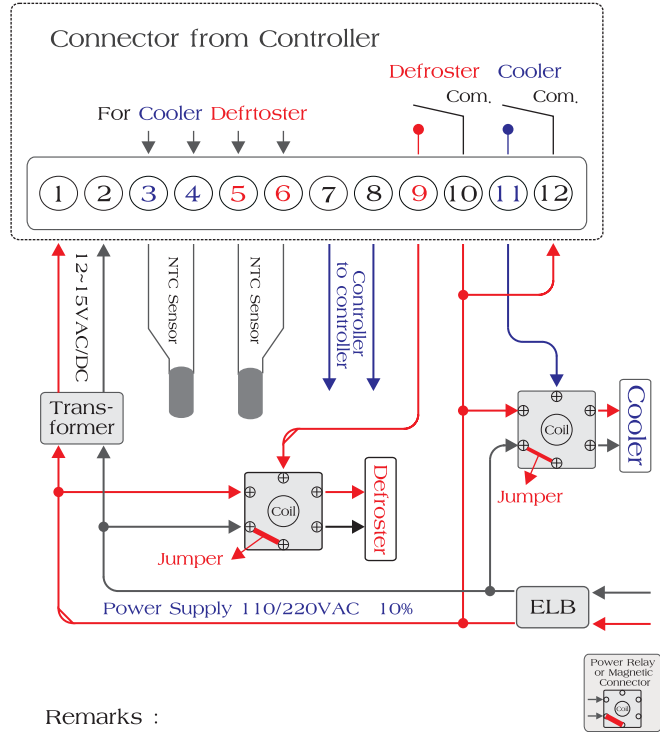 Connector from Controller
Defroster Cooler
Com. Com.
For Cooler Defrtoster
1 2 3 4 5 6 7 8 9 10 11 12
12~15VAC/DC
NTC Sensor
NTC Sensor
Controller
to controller
Trans-
former
Coil
Cooler
Jumper
Coil
Defroster
Jumper
Power Supply 110/220VAC 10%
ELB
Power Relay
or Magnetic
Connector
Coil
Remarks :